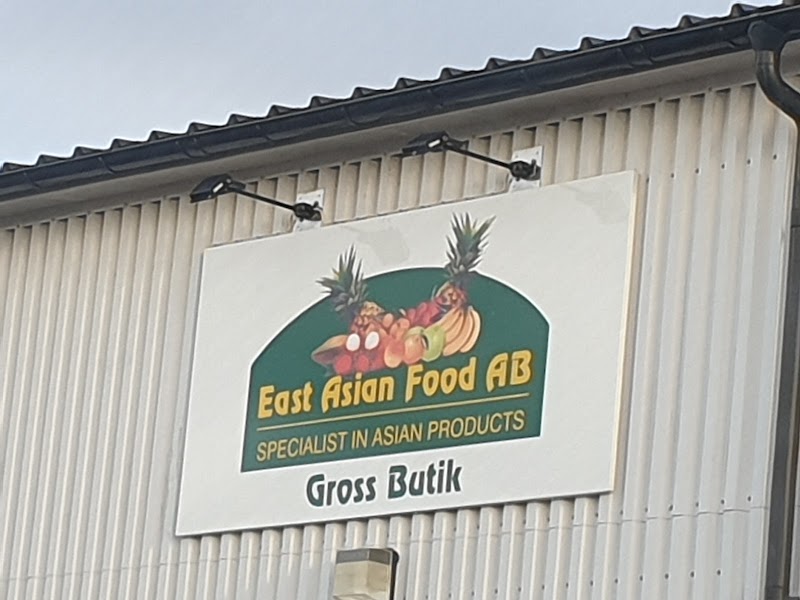 East Asian Food AB
SPECIALIST IN ASIAN PRODUCTS
Gross Butik